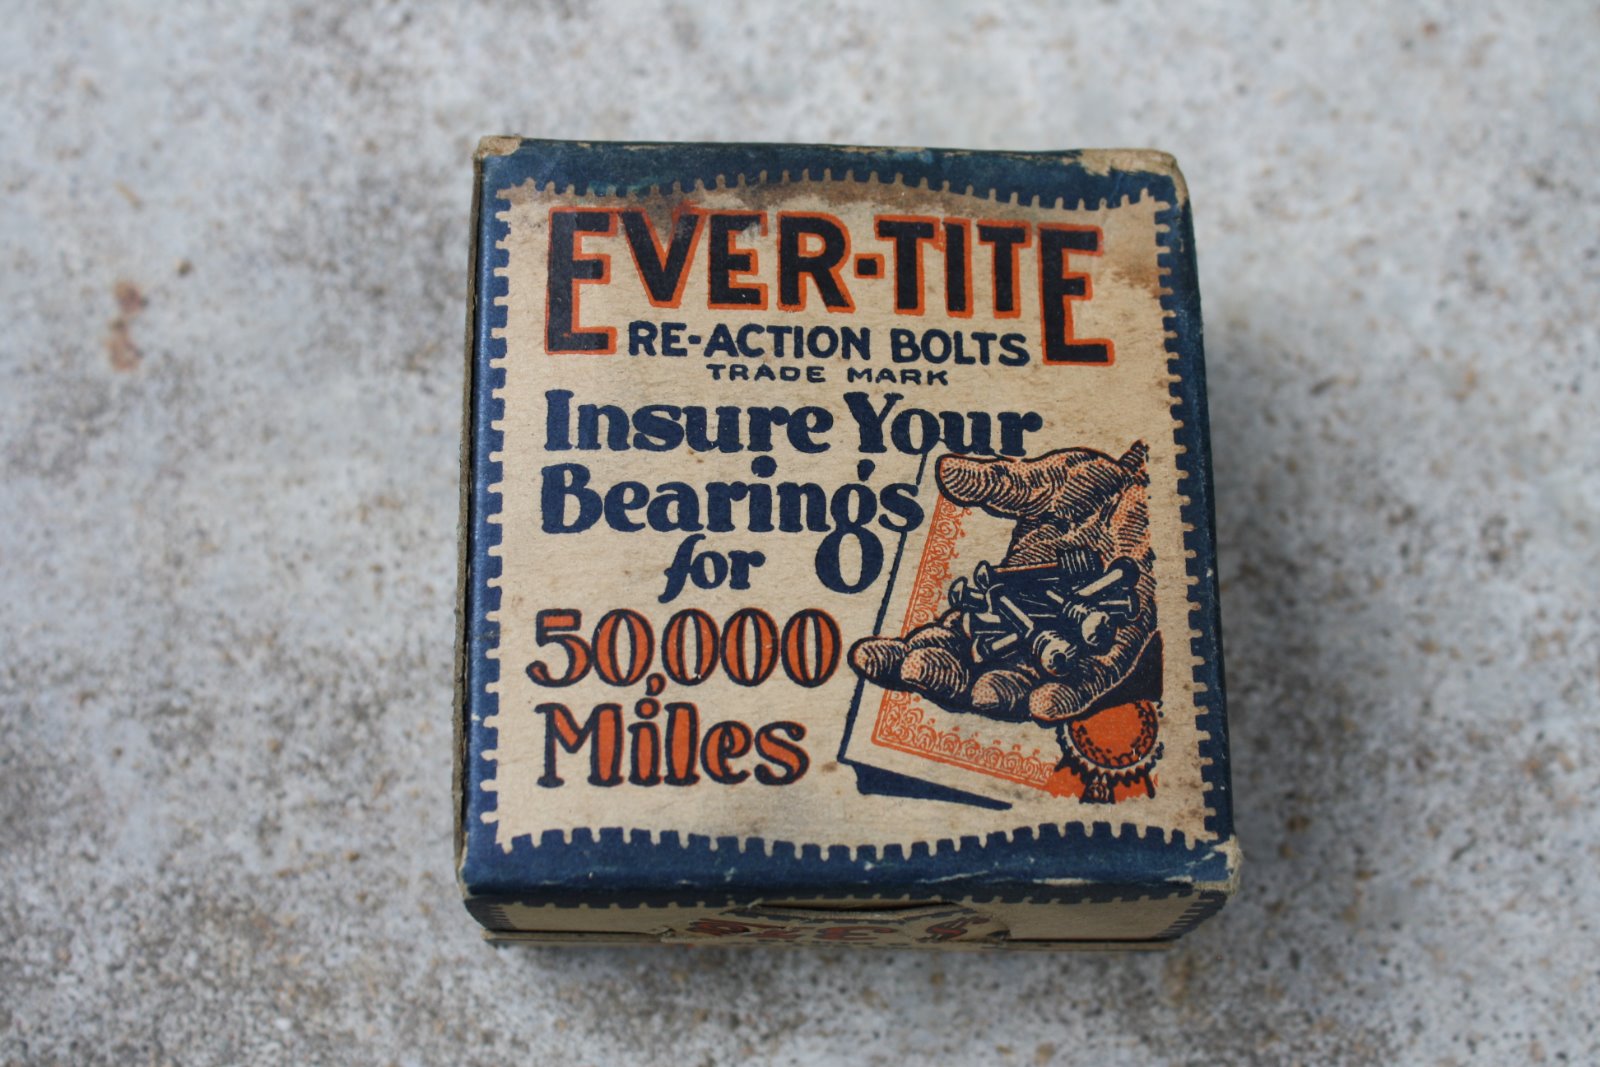 EVER-TITE
RE-ACTION BOLTS
TRADE MARK
Insure Your
Bearings
for
50,000
Miles